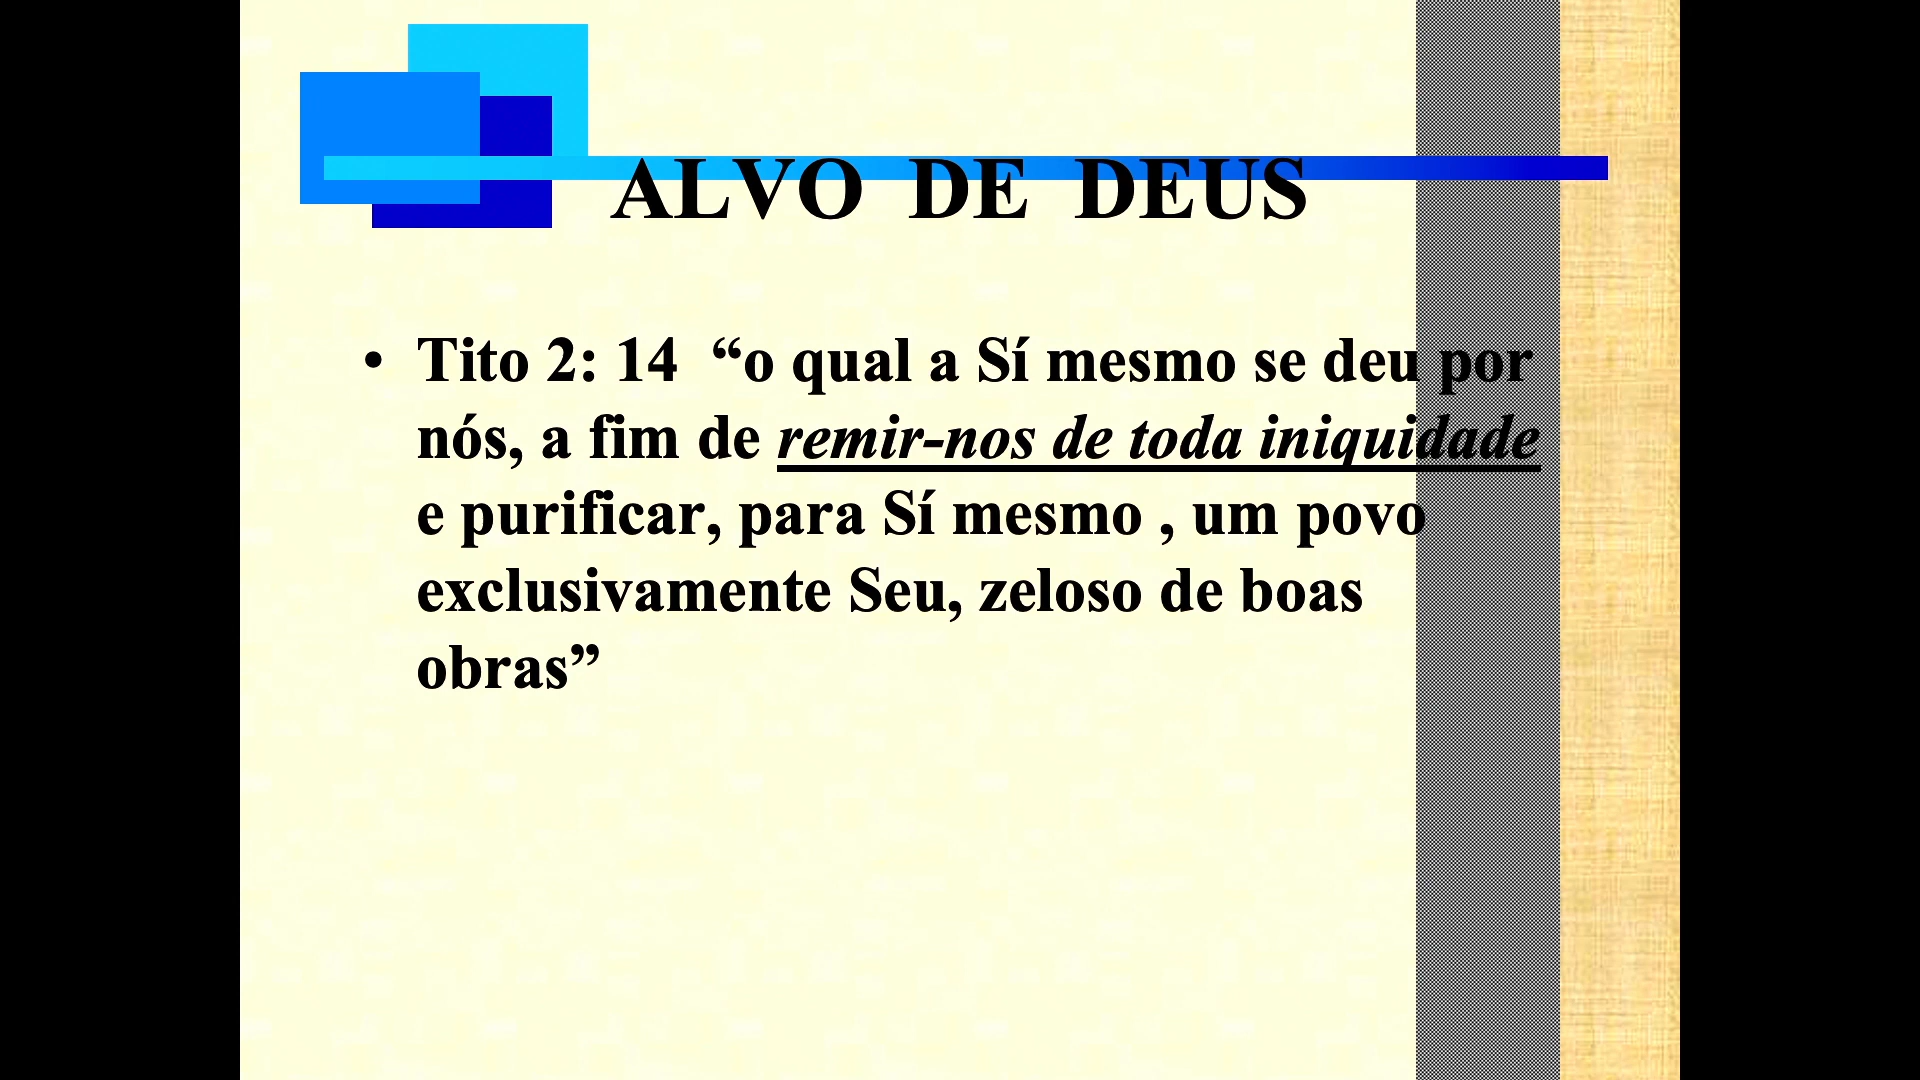 ALVO DE DEUS
• Tito 2: 14 “o qual a Sí mesmo se deu por
nós, a fim de remir-nos de toda iniquidade
e purificar, para Sí mesmo , um povo
exclusivamente Seu, zeloso de boas
obras”